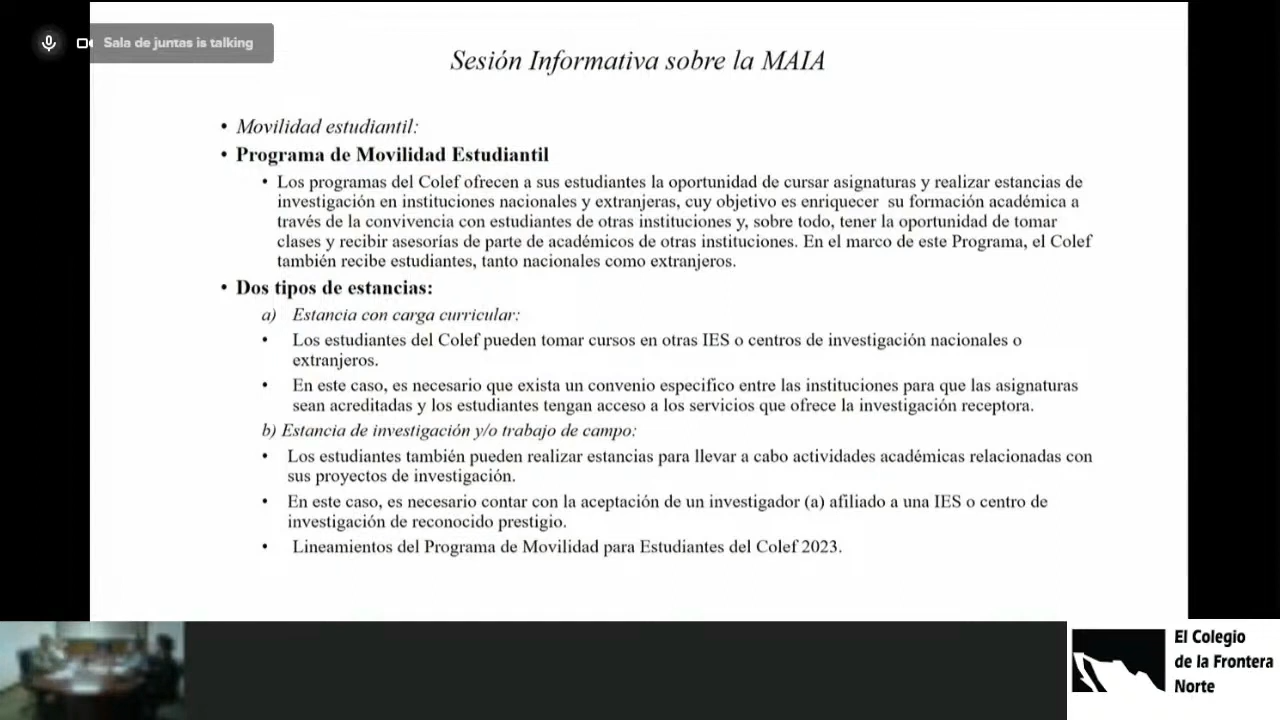 Sala de juntas is talking
Sesión Informativa sobre la MAIA
• Movilidad estudiantil:
• Programa de Movilidad Estudiantil
• Los programas del Colef ofrecen a sus estudiantes la oportunidad de cursar asignaturas y realizar estancias de
investigación en instituciones nacionales y extranjeras, cuy objetivo es enriquecer su formación académica a
través de la convivencia con estudiantes de otras instituciones y, sobre todo, tener la oportunidad de tomar
clases y recibir asesorías de parte de académicos de otras instituciones. En el marco de este Programa, el Colef
también recibe estudiantes, tanto nacionales como extranjeros.
• Dos tipos de estancias:
a) Estancia con carga curricular:
• Los estudiantes del Colef pueden tomar cursos en otras IES o centros de investigación nacionales o
extranjeros.
• En este caso, es necesario que exista un convenio especifico entre las instituciones para que las asignaturas
sean acreditadas y los estudiantes tengan acceso a los servicios que ofrece la investigación receptora.
b) Estancia de investigación y/o trabajo de campo:
• Los estudiantes también pueden realizar estancias para llevar a cabo actividades académicas relacionadas con
sus proyectos de investigación.
• En este caso, es necesario contar con la aceptación de un investigador (a) afiliado a una IES o centro de
investigación de reconocido prestigio.
• Lineamientos del Programa de Movilidad para Estudiantes del Colef 2023.
El Colegio
de la Frontera
Norte